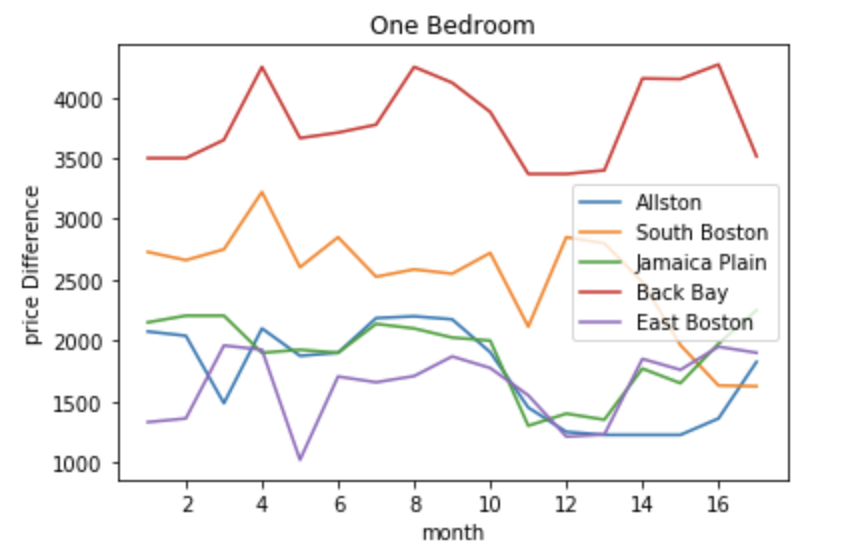 One Bedroom
price Difference
4000
3500
3000
2500
2000
1500
1000
Allston
South Boston
Jamaica Plain
Back Bay
East Boston
2 4 6 8 10 12 14 16
month